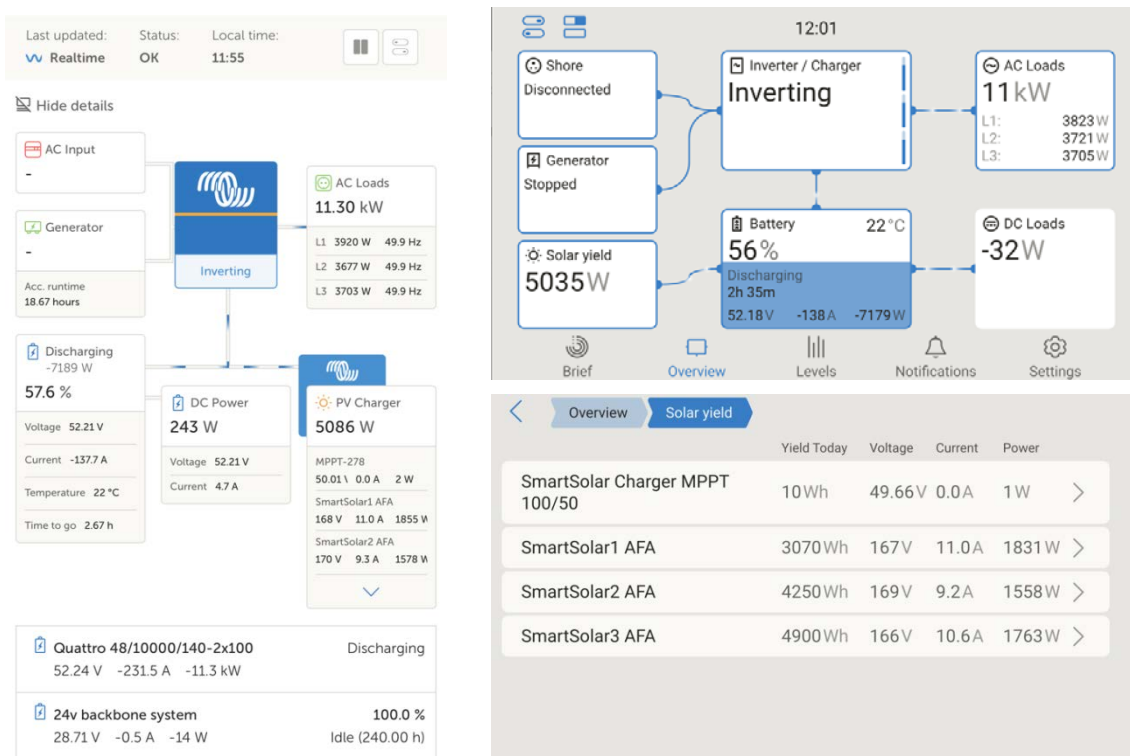 Last updated: Status: Local time:
Realtime OK 11:55
Hide details
AC Input
-
Generator
-
Acc. runtime
18.67 hours
Inverting
AC Loads
11.30 kW
L1 3920 W 49.9 Hz
L2 3677 W 49.9 Hz
L3 3703 W 49.9 Hz
Discharging
-7189 W
57.6 %
Voltage 52.21 V
Current -137.7 A
Temperature 22 °C
Time to go 2.67 h
DC Power
243 W
Voltage 52.21 V
Current 4.7 A
PV Charger
5086 W
MPPT-278
50.01 \ 0.0 A 2 W
SmartSolar1 AFA
168 V 11.0 A 1855 W
SmartSolar2 AFA
170 V 9.3 A 1578 W
Quattro 48/10000/140-2x100 Discharging
52.24 V -231.5 A -11.3 kW
24v backbone system 100.0 %
28.71 V -0.5 A -14 W Idle (240.00 h)
12:01
Shore
Disconnected
Generator
Stopped
Solar yield
5035W
Inverter / Charger
Inverting
Battery 22°C
56%
Discharging
2h 35m
52.18V -138A -7179W
AC Loads
11kW
L1: 3823W
L2: 3721W
L3: 3705W
DC Loads
-32W
Brief Overview Levels Notifications Settings
Overview Solar yield
Yield Today Voltage Current Power
SmartSolar Charger MPPT
100/50 10Wh 49.66V 0.0A 1W
SmartSolar1 AFA 3070Wh 167V 11.0A 1831W
SmartSolar2 AFA 4250Wh 169V 9.2A 1558W
SmartSolar3 AFA 4900Wh 166V 10.6A 1763W